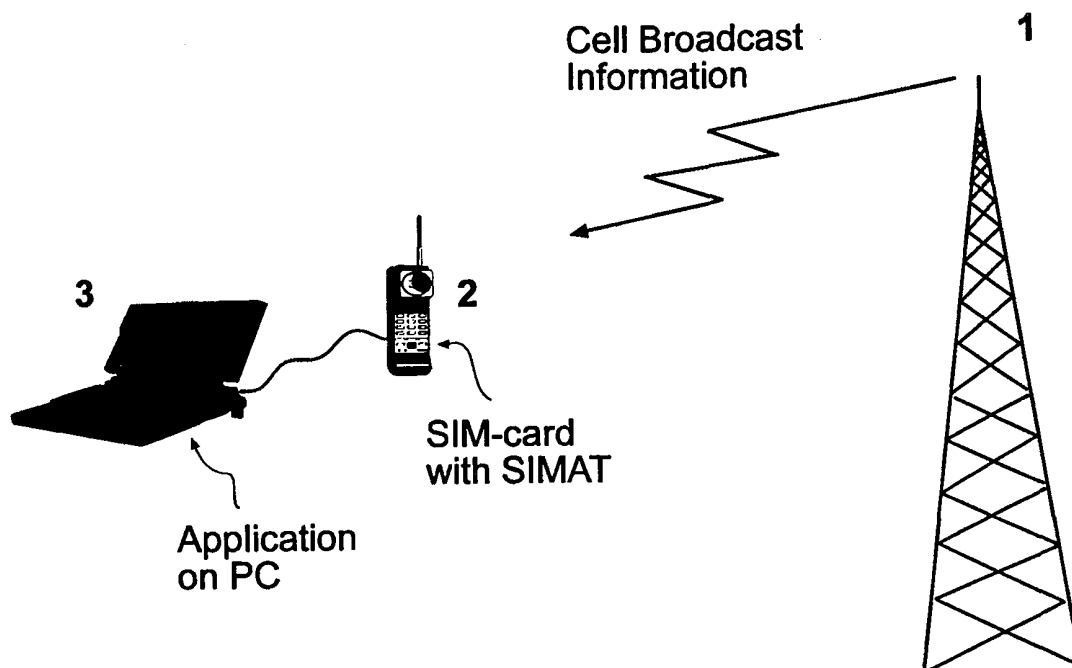 1
Cell Broadcast
Information
3
2
SIM-card
with SIMAT
Application
on PC